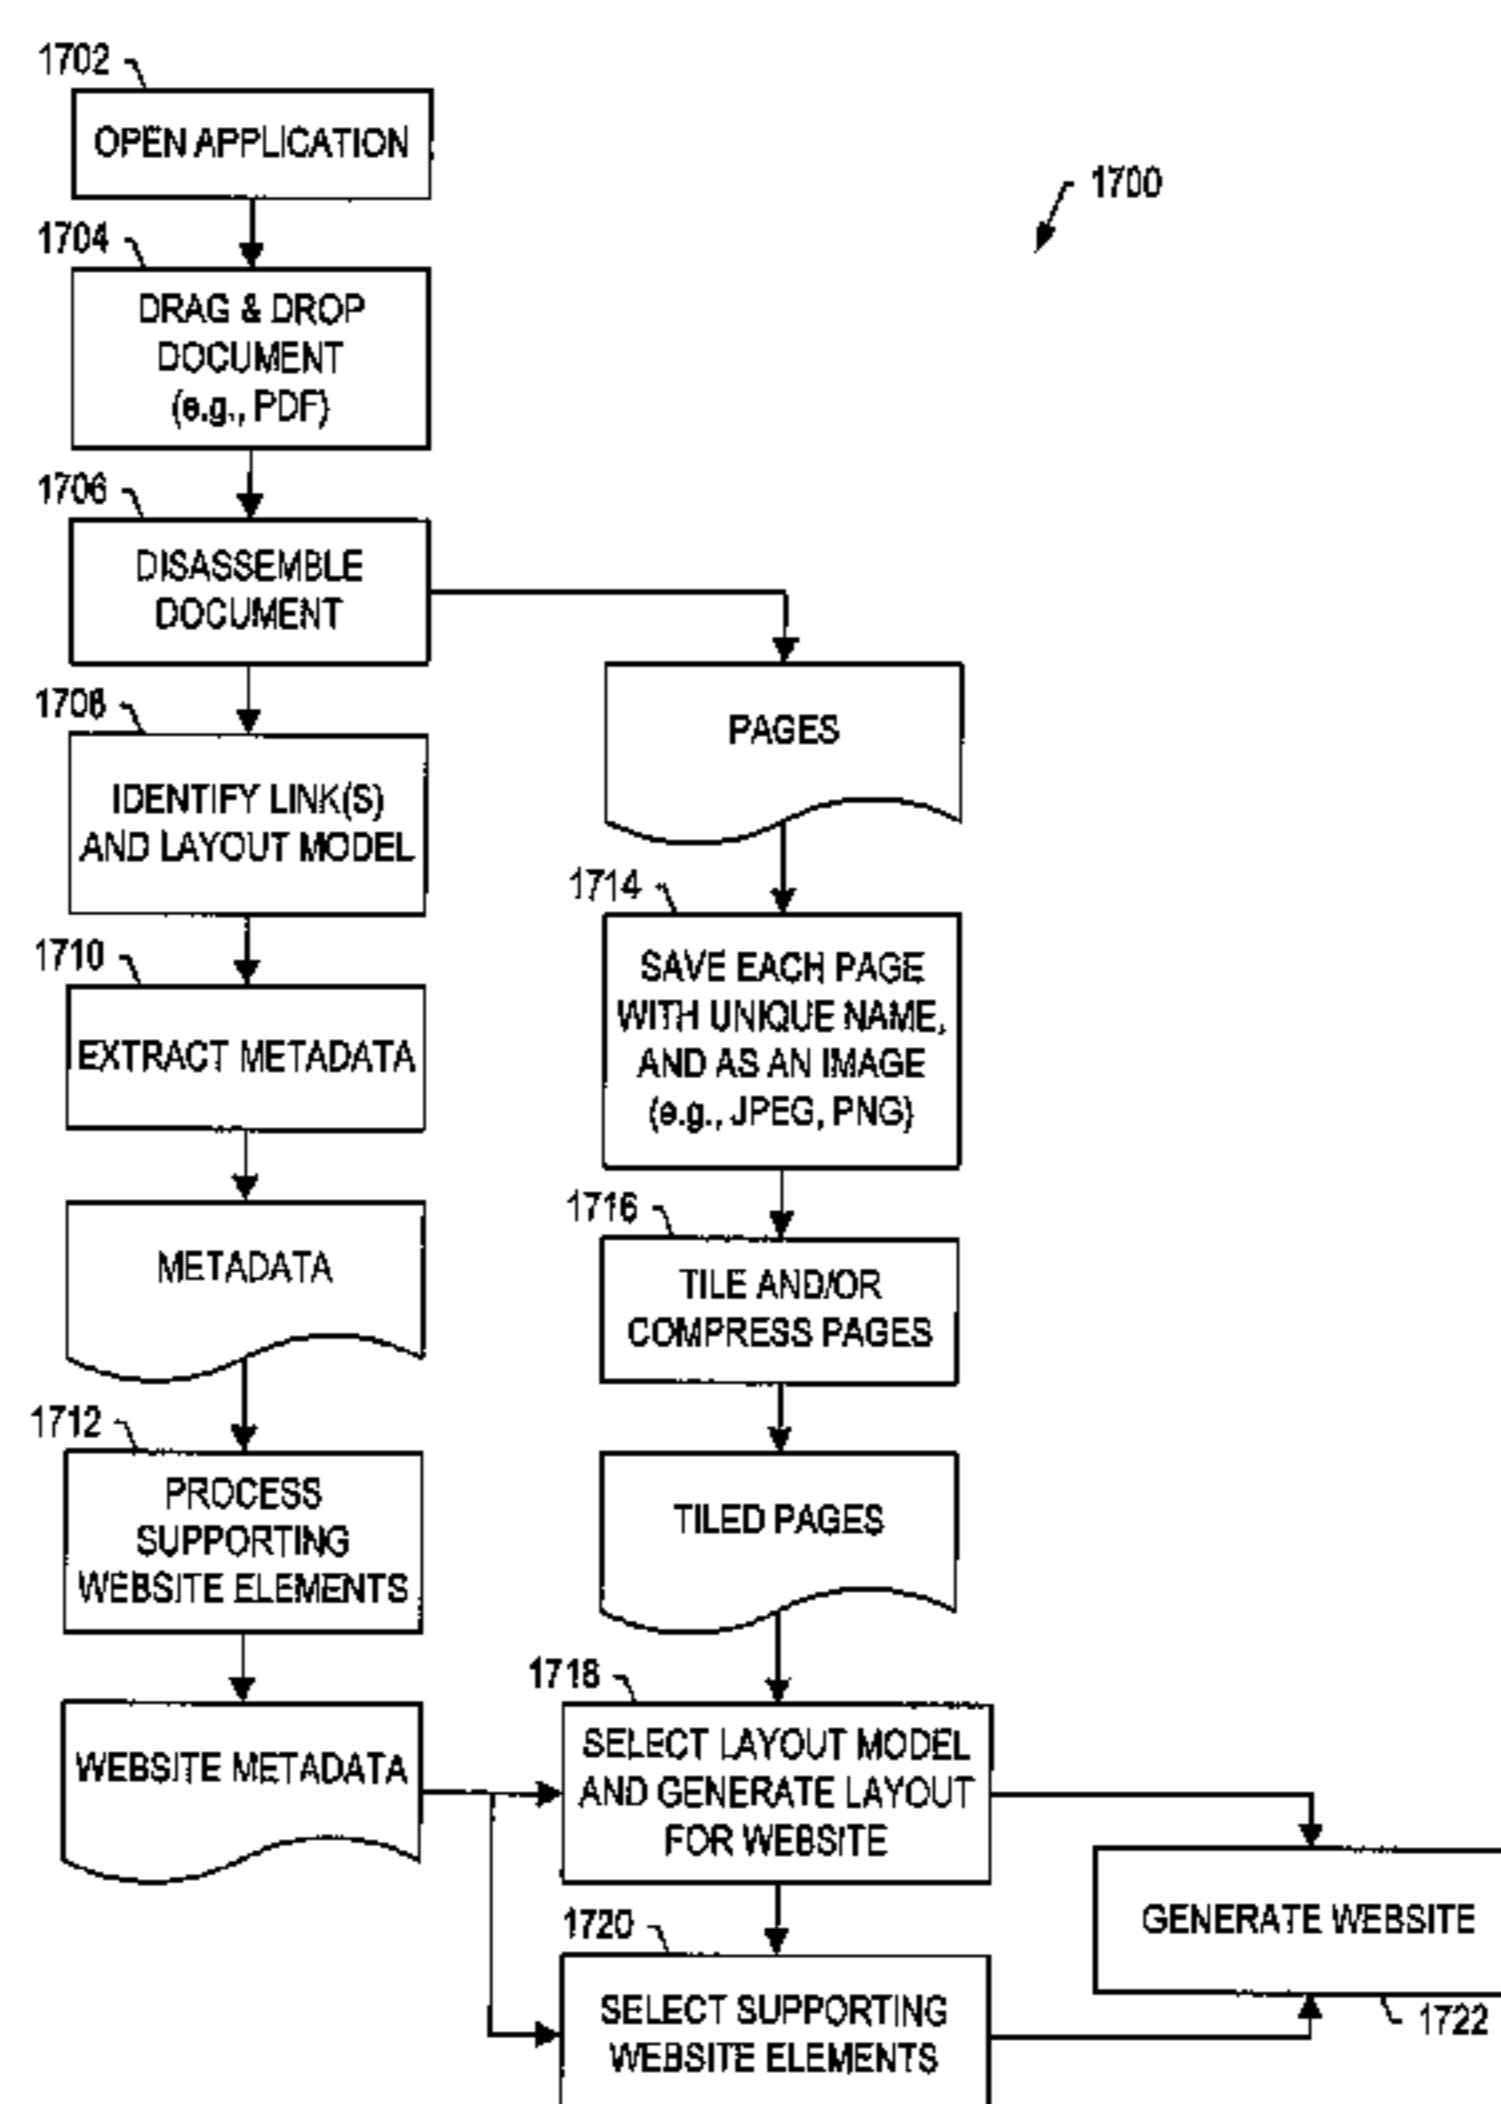 1702
OPEN APPLICATION
1700
1704
DRAG & DROP
DOCUMENT
(e.g., PDF)
1706
DISASSEMBLE
DOCUMENT
PAGES
1708
IDENTIFY LINK(S)
AND LAYOUT MODEL
1710
EXTRACT METADATA
METADATA
1712
PROCESS
SUPPORTING
WEBSITE ELEMENTS
WEBSITE METADATA
1714
SAVE EACH PAGE
WITH UNIQUE NAME,
AND AS AN IMAGE
(e.g., JPEG, PNG)
1716
TILE AND/OR
COMPRESS PAGES
TILED PAGES
1718
SELECT LAYOUT MODEL
AND GENERATE LAYOUT
FOR WEBSITE
1720
SELECT SUPPORTING
WEBSITE ELEMENTS
GENERATE WEBSITE
1722